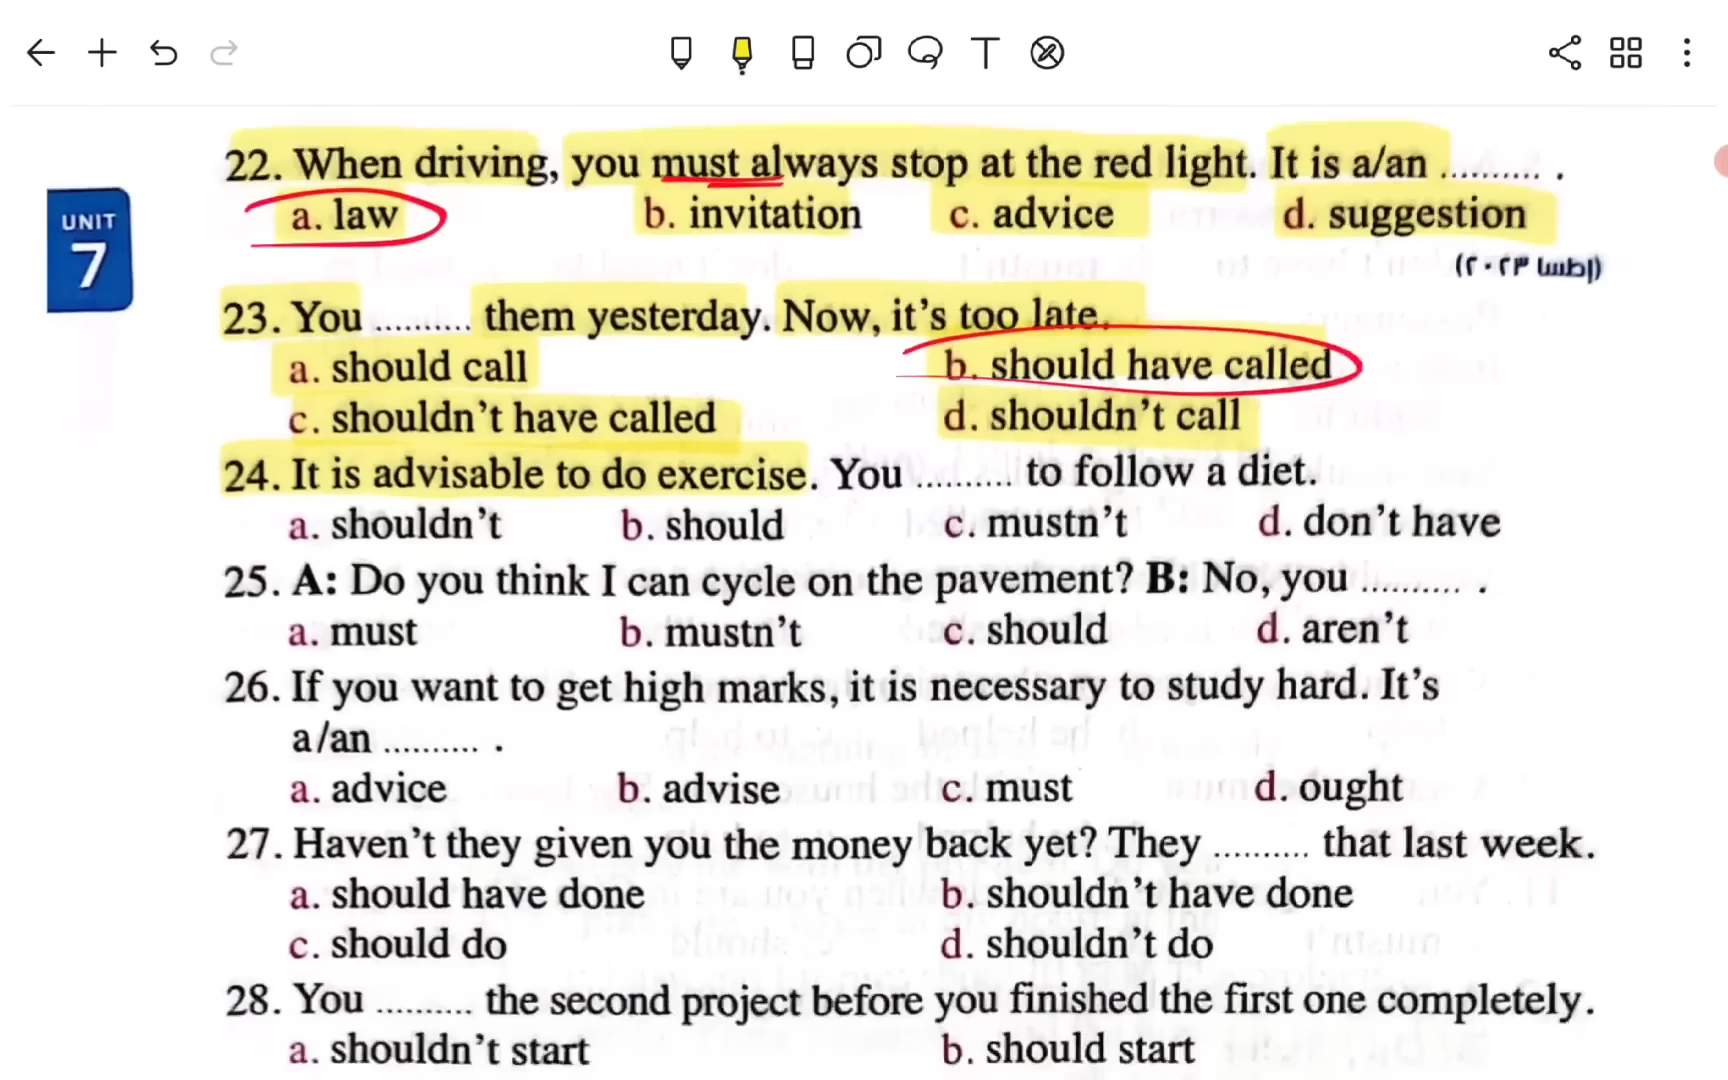 22. When driving, you must always stop at the red light. It is a/an .......... .
a. law b. invitation c. advice d. suggestion
UNIT
7
(إطسا ٢٠٢٣)
23. You .......... them yesterday. Now, it's too late.
a. should call b. should have called
c. shouldn't have called d. shouldn't call
24. It is advisable to do exercise. You .......... to follow a diet.
a. shouldn't b. should c. mustn't d. don't have
25. A: Do you think I can cycle on the pavement? B: No, you .......... .
a. must b. mustn't c. should d. aren't
26. If you want to get high marks, it is necessary to study hard. It's
a/an .......... .
a. advice b. advise c. must d. ought
27. Haven't they given you the money back yet? They .......... that last week.
a. should have done b. shouldn't have done
c. should do d. shouldn't do
28. You .......... the second project before you finished the first one completely.
a. shouldn't start b. should start